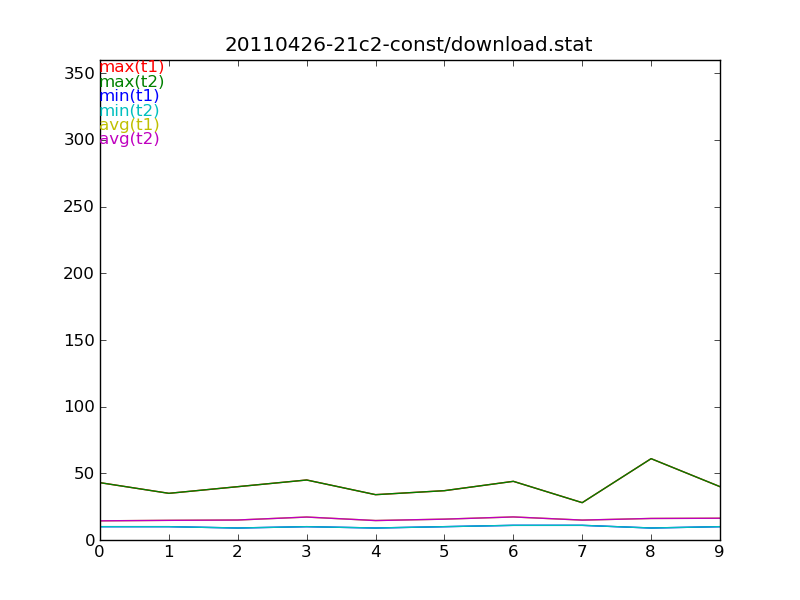 20110426-21c2-const/download.stat
350
300
250
200
150
100
50
0
max(t1)
max(t2)
min(t1)
min(t2)
avg(t1)
avg(t2)
0 1 2 3 4 5 6 7 8 9